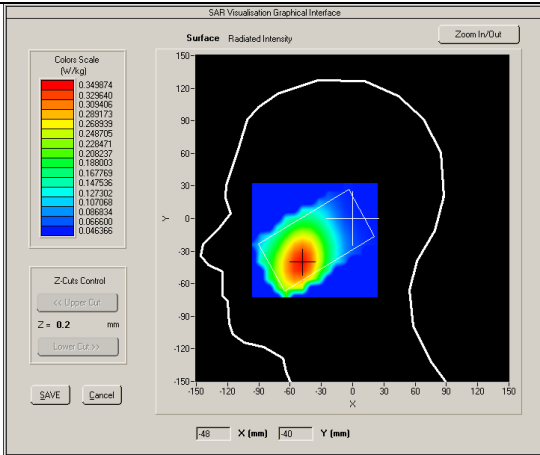 SAR Visualisation Graphical Interface
Surface Radiated Intensity
Zoom In/Out
Colors Scale
(W/kg)
0.349874
0.329640
0.309406
0.289173
0.268939
0.248705
0.228471
0.208237
0.188003
0.167769
0.147536
0.127302
0.107068
0.086834
0.066600
0.046366
Z-Cuts Control
<< Upper Cut
Z = 0.2 mm
Lower Cut >>
SAVE Cancel
Y
150
120
90
60
30
0
-30
-60
-90
-120
-150
-150 -120 -90 -60 -30 0 30 60 90 120 150
X
-48 X (mm) -40 Y (mm)